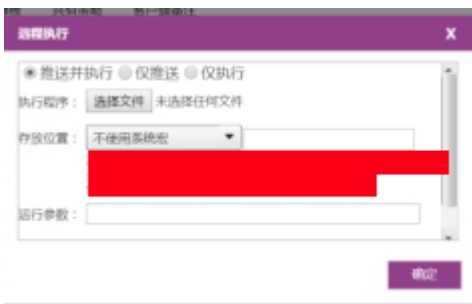 远程执行 X
推送并执行 仅推送 仅执行
执行程序： 选择文件 未选择任何文件
存放位置： 不使用系统宏
运行参数：
确定